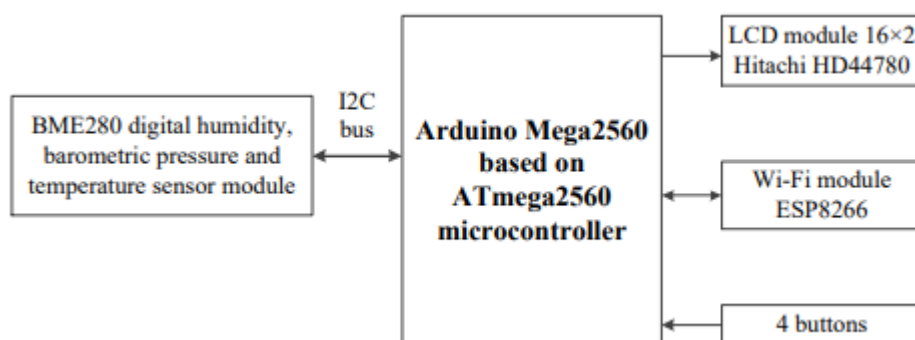 BME280 digital humidity,
barometric pressure and
temperature sensor module
I2C
bus
Arduino Mega2560
based on
ATmega2560
microcontroller
LCD module 16×2
Hitachi HD44780
Wi-Fi module
ESP8266
4 buttons